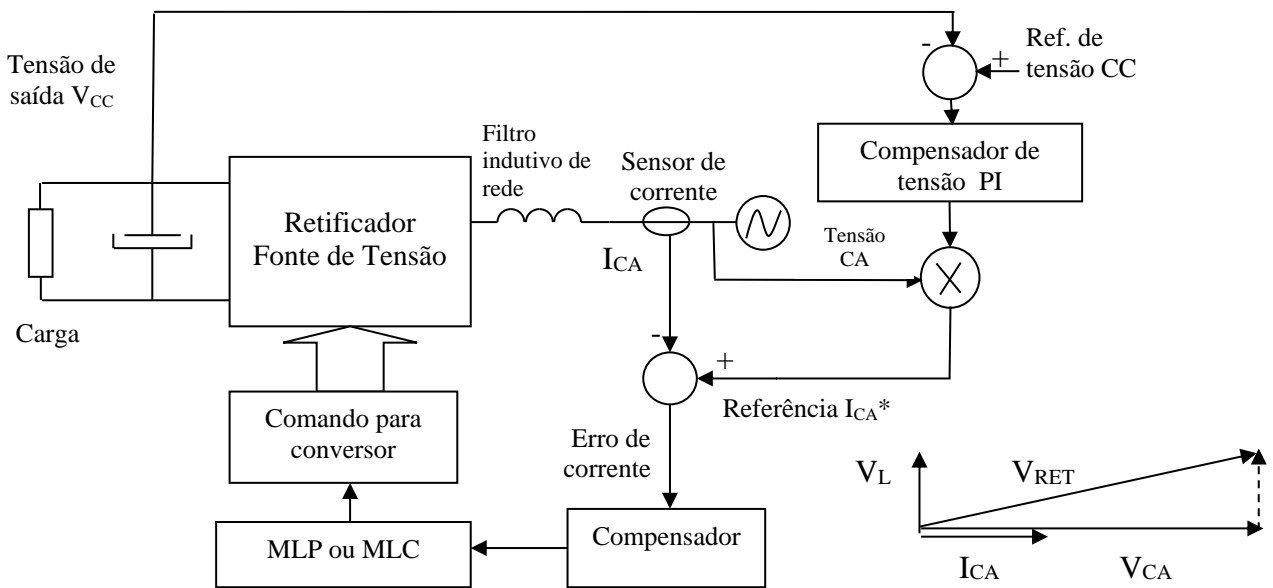 Tensão de
saída VCC
-
+
Ref. de
tensão CC
Compensador de
tensão PI
Filtro
indutivo de
rede
Sensor de
corrente
Retificador
Fonte de Tensão
ICA
Tensão
CA
X
Carga
-
+
Referência ICA*
Comando para
conversor
Erro de
corrente
MLP ou MLC
Compensador
VL
VRET
ICA
VCA